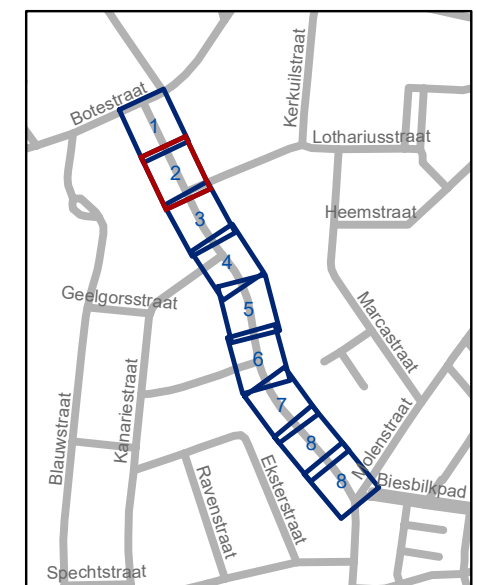 Botestraat
Kerkuilstraat
1
Lothariusstraat
2
Heemstraat
3
4
Geelgorsstraat
5
Marcastraat
6
Kanariestraat
Blauwstraat
7
Molenstraat
8
8
Biesbilkpad
Ravenstraat
Eksterstraat
Spechtstraat